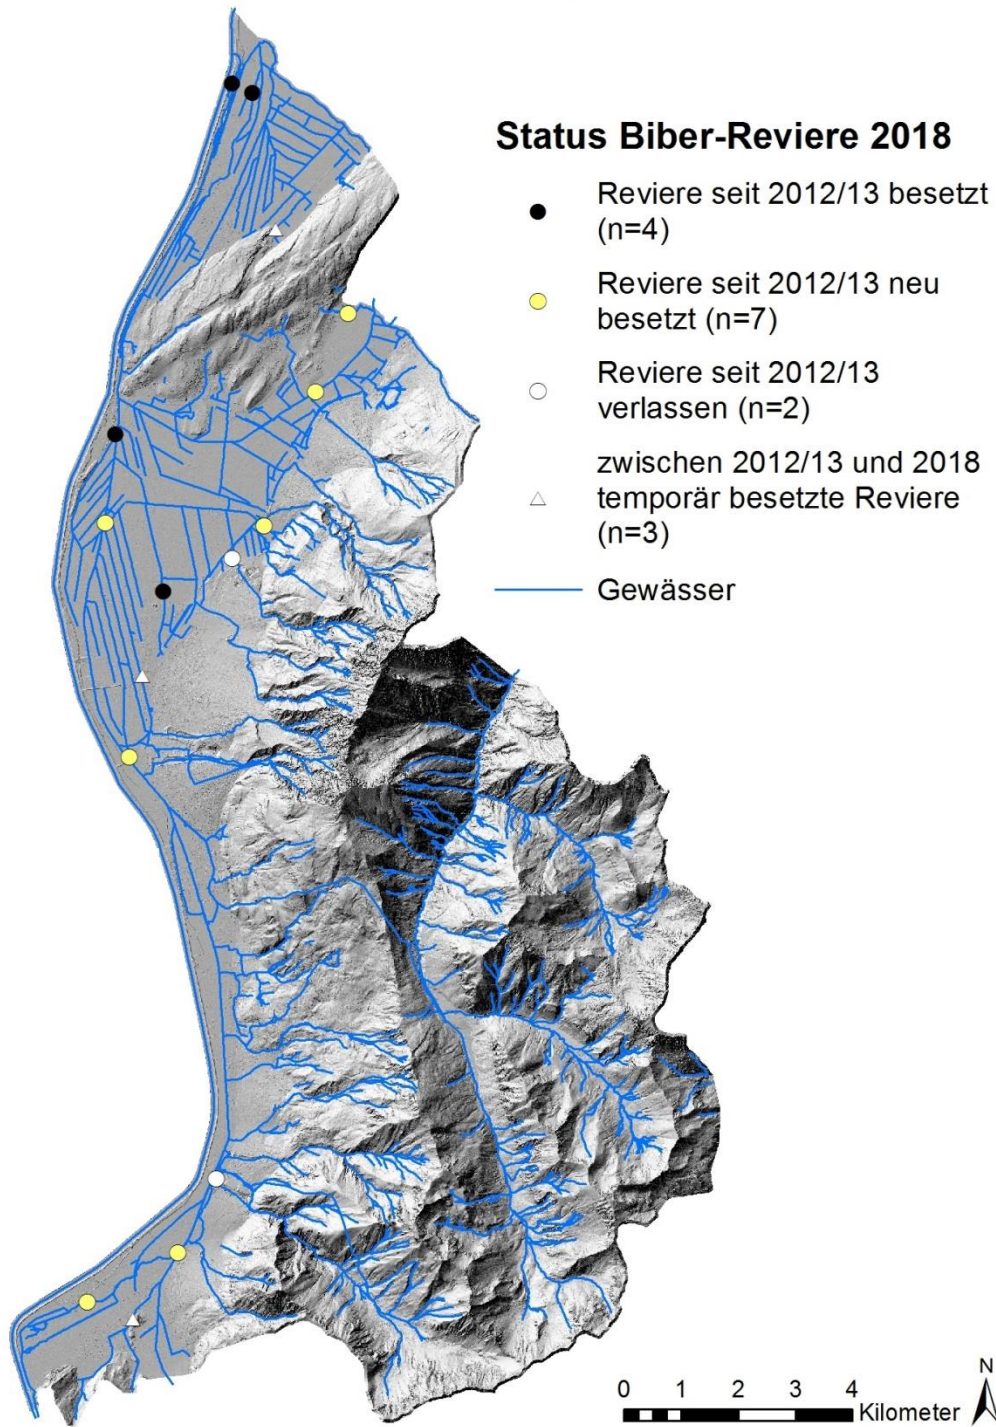 Status Biber-Reviere 2018
Reviere seit 2012/13 besetzt
(n=4)
Reviere seit 2012/13 neu
besetzt (n=7)
Reviere seit 2012/13
verlassen (n=2)
zwischen 2012/13 und 2018
temporär besetzte Reviere
(n=3)
Gewässer
N
0 1 2 3 4
Kilometer